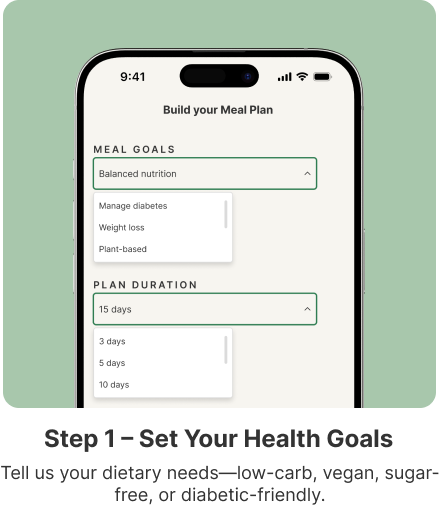 9:41
Build your Meal Plan
MEAL GOALS
Balanced nutrition
Manage diabetes
Weight loss
Plant-based
PLAN DURATION
15 days
3 days
5 days
10 days
Step 1 – Set Your Health Goals
Tell us your dietary needs—low-carb, vegan, sugar-
free, or diabetic-friendly.